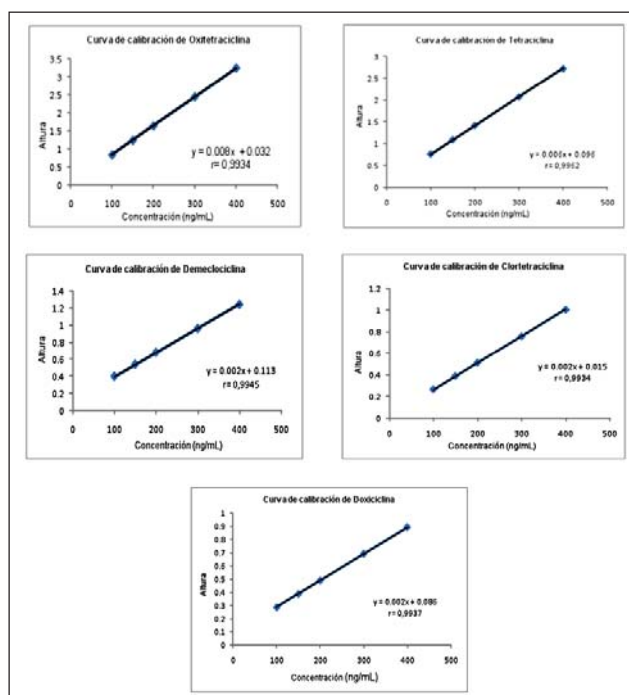 Curva de calibración de Oxitetraciclina
3.5
3
2.5
2
1.5
1
0.5
0
Altura
y = 0.008x + 0.032
r= 0,9934
0 100 200 300 400 500
Concentración (ng/mL)
Curva de calibración de Tetraciclina
3
2.5
2
1.5
1
0.5
0
Altura
y = 0.006x + 0.096
r= 0,9962
0 100 200 300 400 500
Concentración (ng/mL)
Curva de calibración de Demeclociclina
1.4
1.2
1
0.8
0.6
0.4
0.2
0
Altura
y = 0.002x + 0.113
r= 0,9945
0 100 200 300 400 500
Concentración (ng/mL)
Curva de calibración de Clortetraciclina
1.2
1
0.8
0.6
0.4
0.2
0
Altura
y = 0.002x + 0.015
r= 0,9934
0 100 200 300 400 500
Concentración (ng/mL)
Curva de calibración de Doxiciclina
1
0.9
0.8
0.7
0.6
0.5
0.4
0.3
0.2
0.1
0
Altura
y = 0.002x + 0.086
r= 0,9937
0 100 200 300 400 500
Concentración (ng/mL)